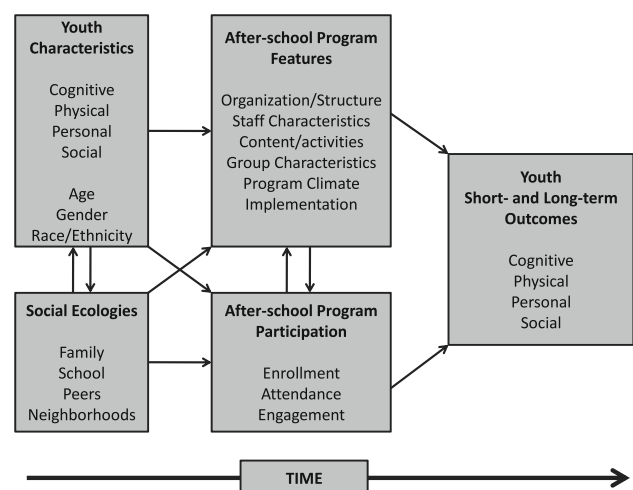 Youth
Characteristics
Cognitive
Physical
Personal
Social
Age
Gender
Race/Ethnicity
After-school Program
Features
Organization/Structure
Staff Characteristics
Content/activities
Group Characteristics
Program Climate
Implementation
Social Ecologies
Family
School
Peers
Neighborhoods
After-school Program
Participation
Enrollment
Attendance
Engagement
Youth
Short- and Long-term
Outcomes
Cognitive
Physical
Personal
Social
TIME